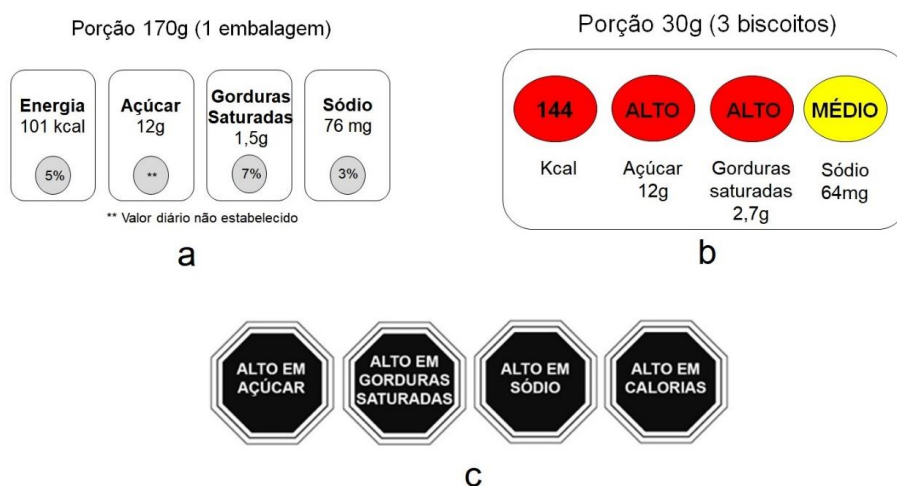 Porção 170g (1 embalagem)
Energia
101 kcal
5%
Açúcar
12g
**
Gorduras
Saturadas
1,5g
7%
Sódio
76 mg
3%
** Valor diário não estabelecido
a
Porção 30g (3 biscoitos)
144
Kcal
ALTO
Açúcar
12g
ALTO
Gorduras
saturadas
2,7g
MÉDIO
Sódio
64mg
b
ALTO EM
AÇÚCAR
ALTO EM
GORDURAS
SATURADAS
ALTO EM
SÓDIO
ALTO EM
CALORIAS
c